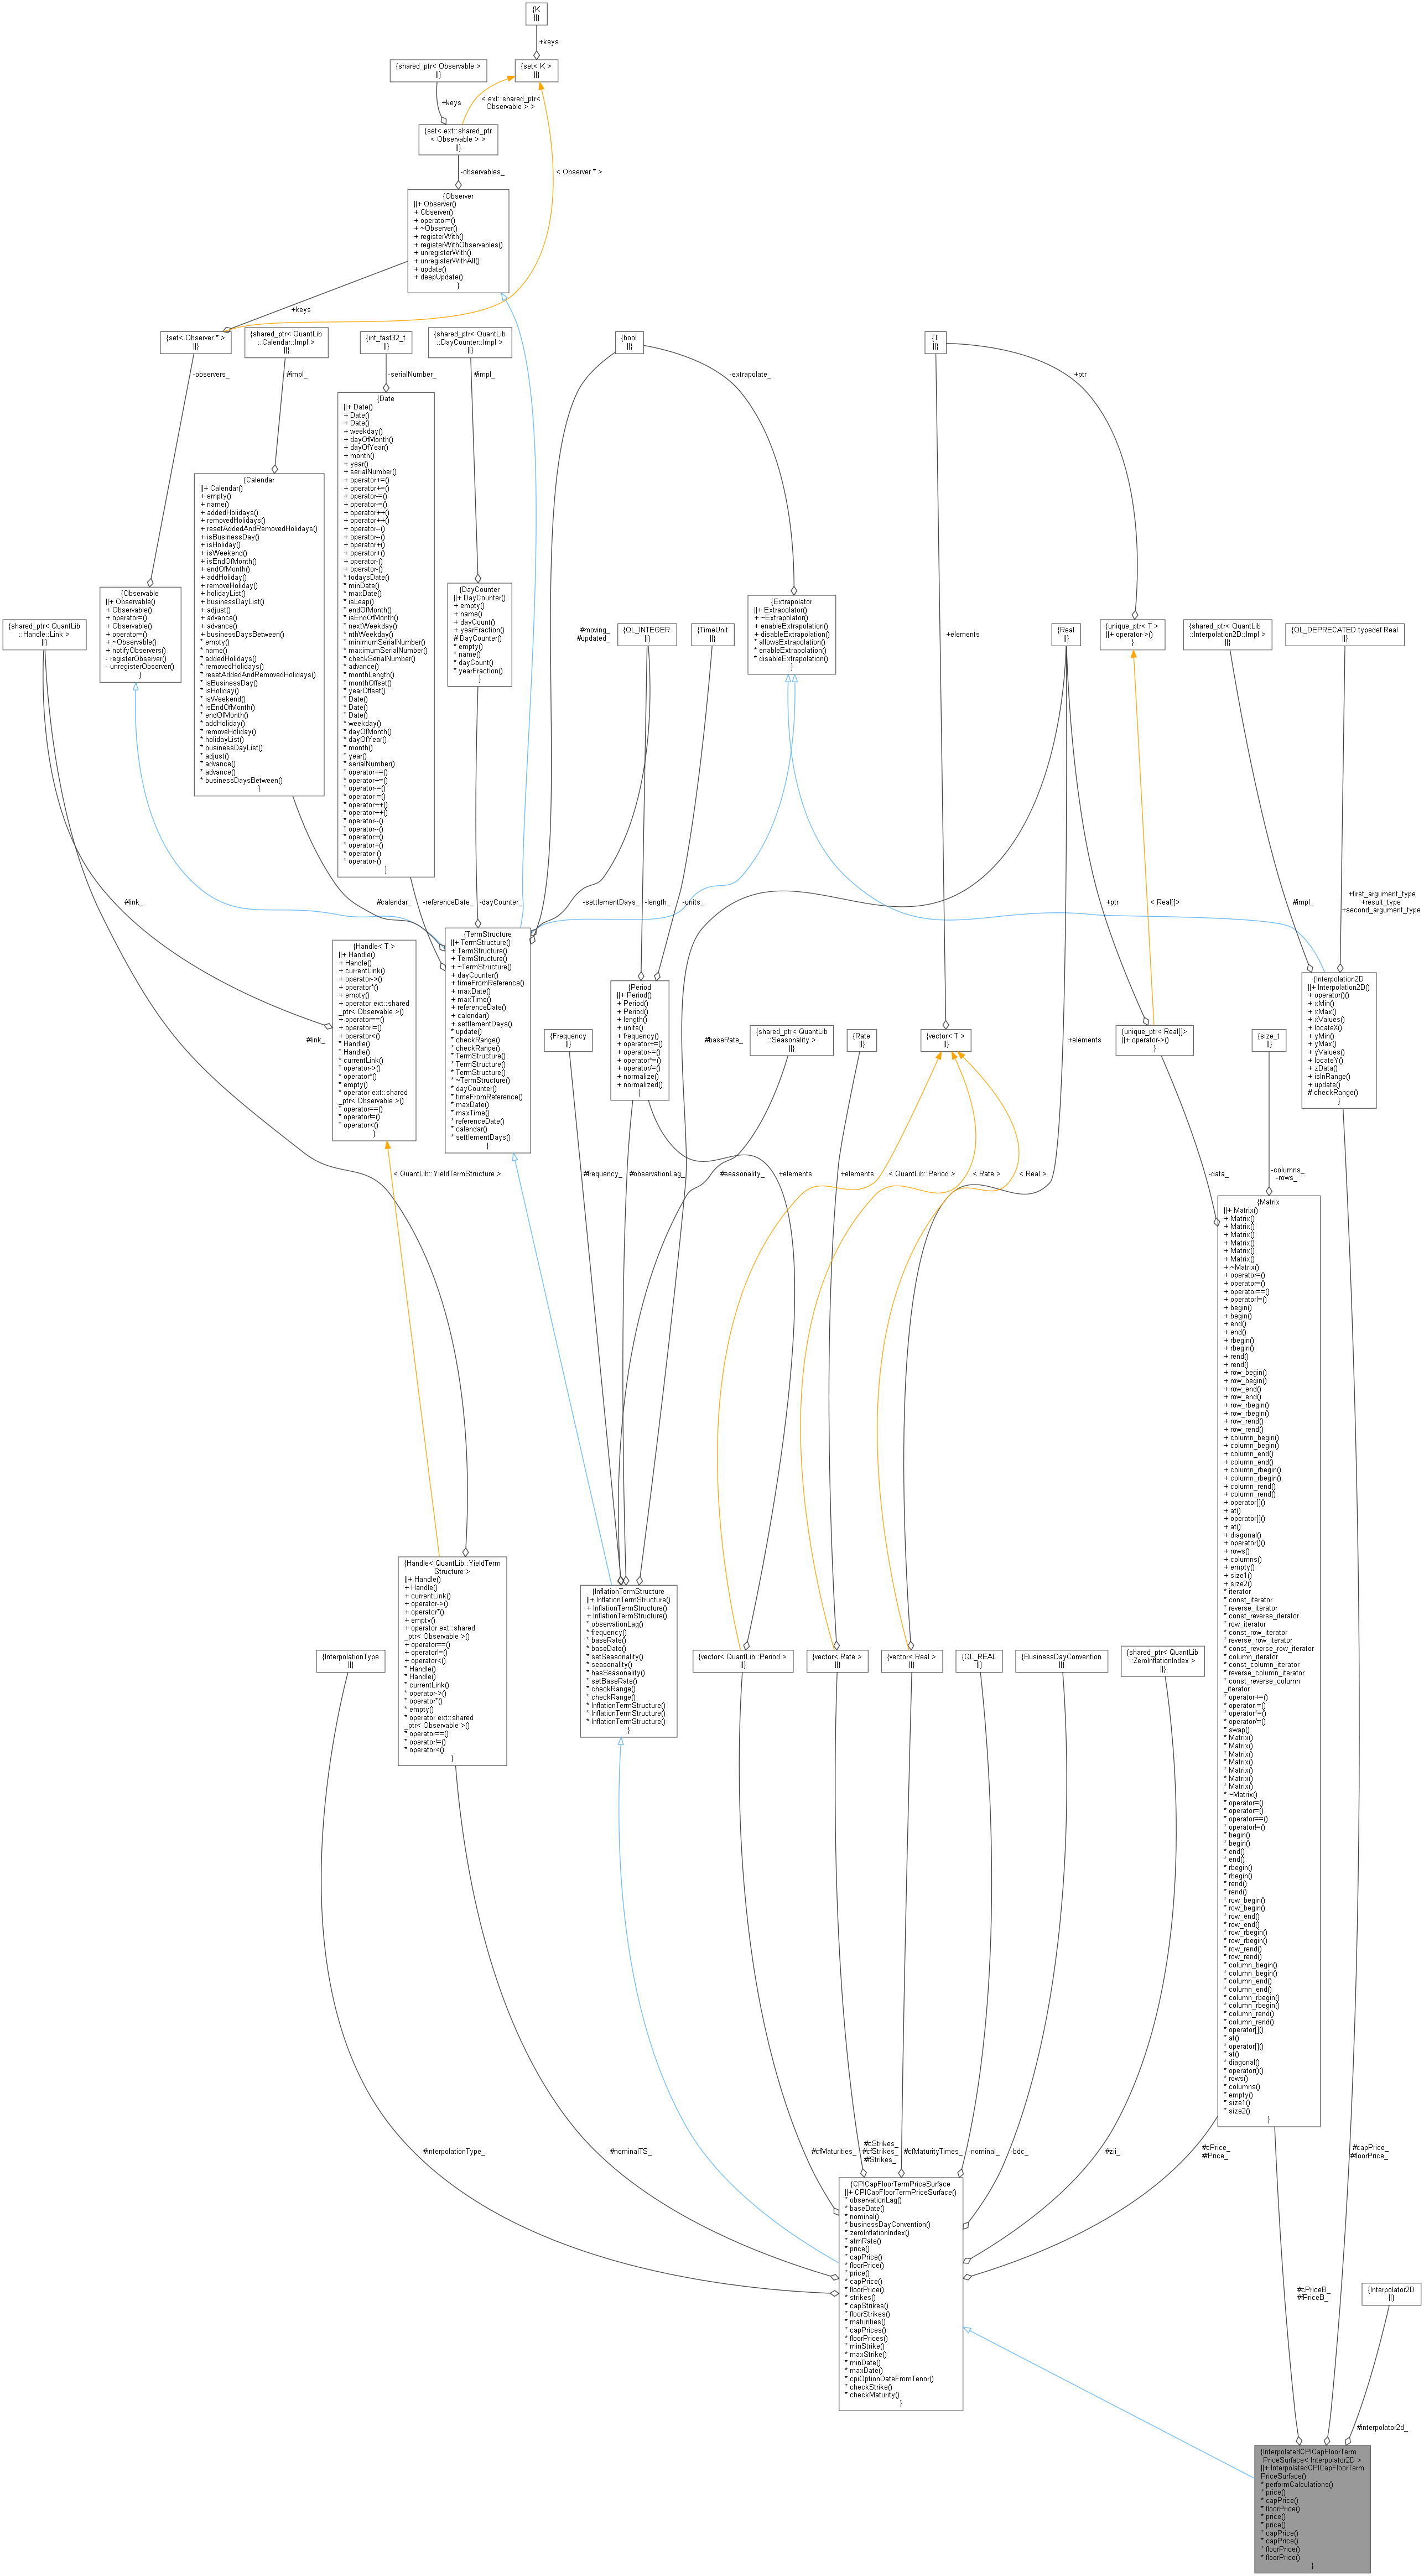 {K
||}
+keys
{shared_ptr< Observable >
||}
{set< K >
||}
+keys
< ext::shared_ptr<
Observable > >
{set< ext::shared_ptr
< Observable > >
||}
-observables_
< Observer * >
{Observer
||+ Observer()
+ Observer()
+ operator=()
+ ~Observer()
+ registerWith()
+ registerWithObservables()
+ unregisterWith()
+ unregisterWithAll()
+ update()
+ deepUpdate()
}
+keys
{set< Observer * >
||}
{shared_ptr< QuantLib
::Calendar::Impl >
||}
{int_fast32_t
||}
{shared_ptr< QuantLib
::DayCounter::Impl >
||}
{bool
||}
{T
||}
-observers_
#impl_
-serialNumber_
#impl_
-extrapolate_
+ptr
{Date
||+ Date()
+ Date()
+ Date()
+ weekday()
+ dayOfMonth()
+ dayOfYear()
+ month()
+ year()
+ serialNumber()
+ operator+=()
+ operator+=()
+ operator-=()
+ operator-=()
+ operator++()
+ operator++()
+ operator--()
+ operator--()
+ operator+()
+ operator+()
+ operator-()
+ operator-()
* todaysDate()
* minDate()
* maxDate()
* isLeap()
* endOfMonth()
* isEndOfMonth()
* nextWeekday()
* nthWeekday()
* minimumSerialNumber()
* maximumSerialNumber()
* checkSerialNumber()
* advance()
* monthLength()
* monthOffset()
* yearOffset()
* Date()
* Date()
* Date()
* weekday()
* dayOfMonth()
* dayOfYear()
* month()
* year()
* serialNumber()
* operator+=()
* operator+=()
* operator-=()
* operator-=()
* operator++()
* operator++()
* operator--()
* operator--()
* operator+()
* operator+()
* operator-()
* operator-()
}
{Calendar
||+ Calendar()
+ empty()
+ name()
+ addedHolidays()
+ removedHolidays()
+ resetAddedAndRemovedHolidays()
+ isBusinessDay()
+ isHoliday()
+ isWeekend()
+ isEndOfMonth()
+ endOfMonth()
+ addHoliday()
+ removeHoliday()
+ holidayList()
+ businessDayList()
+ adjust()
+ advance()
+ advance()
+ businessDaysBetween()
* empty()
* name()
* addedHolidays()
* removedHolidays()
* resetAddedAndRemovedHolidays()
* isBusinessDay()
* isHoliday()
* isWeekend()
* isEndOfMonth()
* endOfMonth()
* addHoliday()
* removeHoliday()
* holidayList()
* businessDayList()
* adjust()
* advance()
* advance()
* businessDaysBetween()
}
{Observable
||+ Observable()
+ Observable()
+ operator=()
+ Observable()
+ operator=()
+ ~Observable()
+ notifyObservers()
- registerObserver()
- unregisterObserver()
}
{DayCounter
||+ DayCounter()
+ empty()
+ name()
+ dayCount()
+ yearFraction()
# DayCounter()
* empty()
* name()
* dayCount()
* yearFraction()
}
{Extrapolator
||+ Extrapolator()
+ ~Extrapolator()
+ enableExtrapolation()
+ disableExtrapolation()
* allowsExtrapolation()
* enableExtrapolation()
* disableExtrapolation()
}
{shared_ptr< QuantLib
::Handle::Link >
||}
#moving_
#updated_
{QL_INTEGER
||}
{TimeUnit
||}
+elements
{Real
||}
{unique_ptr< T >
||+ operator->()
}
{shared_ptr< QuantLib
::Interpolation2D::Impl >
||}
{QL_DEPRECATED typedef Real
||}
#link_
#calendar_
-referenceDate_
-dayCounter_
-settlementDays_
-length_
-units_
+ptr
< Real[]>
#impl_
+first_argument_type
+result_type
+second_argument_type
{TermStructure
||+ TermStructure()
+ TermStructure()
+ TermStructure()
+ ~TermStructure()
+ dayCounter()
+ timeFromReference()
+ maxDate()
+ maxTime()
+ referenceDate()
+ calendar()
+ settlementDays()
* update()
* checkRange()
* checkRange()
* TermStructure()
* TermStructure()
* TermStructure()
* ~TermStructure()
* dayCounter()
* timeFromReference()
* maxDate()
* maxTime()
* referenceDate()
* calendar()
* settlementDays()
}
{Handle< T >
||+ Handle()
+ Handle()
+ currentLink()
+ operator->()
+ operator*()
+ empty()
+ operator ext::shared
_ptr< Observable >()
+ operator==()
+ operator!=()
+ operator<()
* Handle()
* Handle()
* currentLink()
* operator->()
* operator*()
* empty()
* operator ext::shared
_ptr< Observable >()
* operator==()
* operator!=()
* operator<()
}
{Period
||+ Period()
+ Period()
+ Period()
+ length()
+ units()
+ frequency()
+ operator+=()
+ operator-=()
+ operator*=()
+ operator/=()
+ normalize()
+ normalized()
}
{Interpolation2D
||+ Interpolation2D()
+ operator()()
+ xMin()
+ xMax()
+ xValues()
+ locateX()
+ yMin()
+ yMax()
+ yValues()
+ locateY()
+ zData()
+ isInRange()
+ update()
# checkRange()
}
#link_
{Frequency
||}
#baseRate_
{shared_ptr< QuantLib
::Seasonality >
||}
{Rate
||}
{vector< T >
||}
+elements
{unique_ptr< Real[]>
||+ operator->()
}
{size_t
||}
< QuantLib::YieldTermStructure >
#frequency_
#observationLag_
#seasonality_
+elements
+elements
< QuantLib::Period >
< Rate >
< Real >
-data_
-columns_
-rows_
{Matrix
||+ Matrix()
+ Matrix()
+ Matrix()
+ Matrix()
+ Matrix()
+ Matrix()
+ Matrix()
+ ~Matrix()
+ operator=()
+ operator=()
+ operator==()
+ operator!=()
+ begin()
+ begin()
+ end()
+ end()
+ rbegin()
+ rbegin()
+ rend()
+ rend()
+ row_begin()
+ row_begin()
+ row_end()
+ row_end()
+ row_rbegin()
+ row_rbegin()
+ row_rend()
+ row_rend()
+ column_begin()
+ column_begin()
+ column_end()
+ column_end()
+ column_rbegin()
+ column_rbegin()
+ column_rend()
+ column_rend()
+ operator[]()
+ at()
+ operator[]()
+ at()
+ diagonal()
+ operator()()
+ rows()
+ columns()
+ empty()
+ size1()
+ size2()
* iterator
* const_iterator
* reverse_iterator
* const_reverse_iterator
* row_iterator
* const_row_iterator
* reverse_row_iterator
* const_reverse_row_iterator
* column_iterator
* const_column_iterator
* reverse_column_iterator
* const_reverse_column
_iterator
* operator+=()
* operator-=()
* operator*=()
* operator/=()
* swap()
* Matrix()
* Matrix()
* Matrix()
* Matrix()
* Matrix()
* Matrix()
* Matrix()
* ~Matrix()
* operator=()
* operator=()
* operator==()
* operator!=()
* begin()
* begin()
* end()
* end()
* rbegin()
* rbegin()
* rend()
* rend()
* row_begin()
* row_begin()
* row_end()
* row_end()
* row_rbegin()
* row_rbegin()
* row_rend()
* row_rend()
* column_begin()
* column_begin()
* column_end()
* column_end()
* column_rbegin()
* column_rbegin()
* column_rend()
* column_rend()
* operator[]()
* at()
* operator[]()
* at()
* diagonal()
* operator()()
* rows()
* columns()
* empty()
* size1()
* size2()
}
{Handle< QuantLib::YieldTerm
Structure >
||+ Handle()
+ Handle()
+ currentLink()
+ operator->()
+ operator*()
+ empty()
+ operator ext::shared
_ptr< Observable >()
+ operator==()
+ operator!=()
+ operator<()
* Handle()
* Handle()
* currentLink()
* operator->()
* operator*()
* empty()
* operator ext::shared
_ptr< Observable >()
* operator==()
* operator!=()
* operator<()
}
{InflationTermStructure
||+ InflationTermStructure()
+ InflationTermStructure()
+ InflationTermStructure()
* observationLag()
* frequency()
* baseRate()
* baseDate()
* setSeasonality()
* seasonality()
* hasSeasonality()
* setBaseRate()
* checkRange()
* checkRange()
* InflationTermStructure()
* InflationTermStructure()
* InflationTermStructure()
}
{InterpolationType
||}
{vector< QuantLib::Period >
||}
{vector< Rate >
||}
{vector< Real >
||}
{QL_REAL
||}
{BusinessDayConvention
||}
{shared_ptr< QuantLib
::ZeroInflationIndex >
||}
#interpolationType_
#nominalTS_
#cfMaturities_
#cStrikes_
#cfStrikes_
#fStrikes_
#cfMaturityTimes_
-nominal_
-bdc_
#zii_
#cPrice_
#fPrice_
#capPrice_
#floorPrice_
{CPICapFloorTermPriceSurface
||+ CPICapFloorTermPriceSurface()
* observationLag()
* baseDate()
* nominal()
* businessDayConvention()
* zeroInflationIndex()
* atmRate()
* price()
* capPrice()
* floorPrice()
* price()
* capPrice()
* floorPrice()
* strikes()
* capStrikes()
* floorStrikes()
* maturities()
* capPrices()
* floorPrices()
* minStrike()
* maxStrike()
* minDate()
* maxDate()
* cpiOptionDateFromTenor()
* checkStrike()
* checkMaturity()
}
#cPriceB_
#fPriceB_
{Interpolator2D
||}
#interpolator2d_
{InterpolatedCPICapFloorTerm
PriceSurface< Interpolator2D >
||+ InterpolatedCPICapFloorTerm
PriceSurface()
* performCalculations()
* price()
* capPrice()
* floorPrice()
* price()
* price()
* capPrice()
* capPrice()
* floorPrice()
* floorPrice()
}